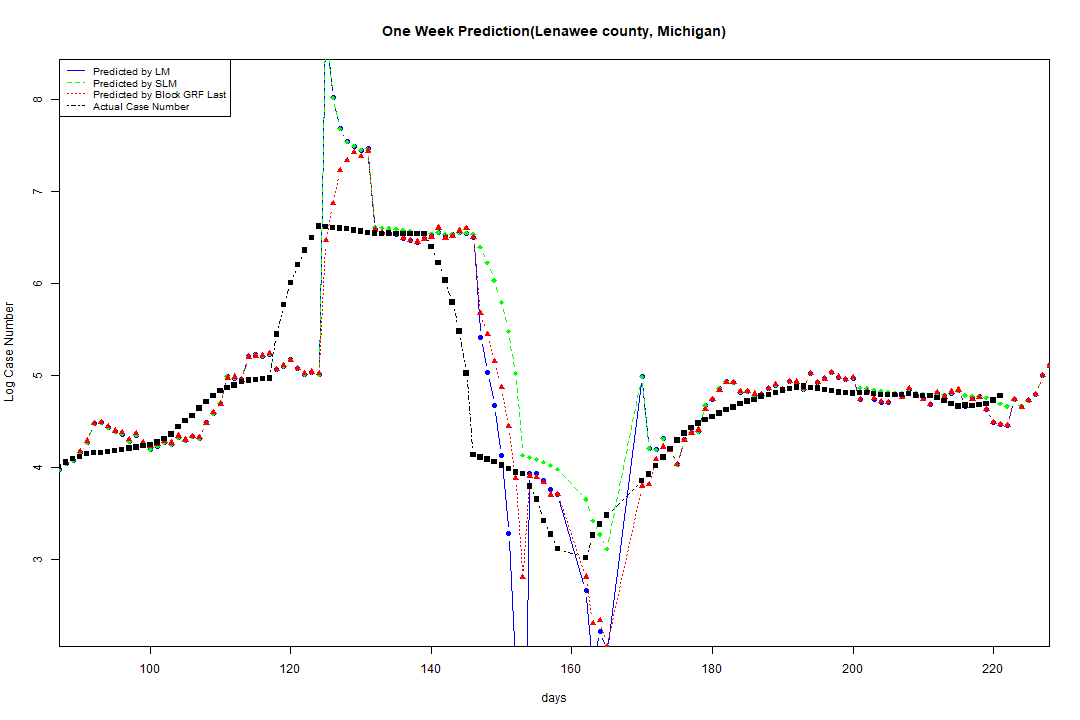 One Week Prediction(Lenawee county, Michigan)
Predicted by LM
Predicted by SLM
Predicted by Block GRF Last
Actual Case Number
Log Case Number
8
7
6
5
4
3
100 120 140 160 180 200 220
days